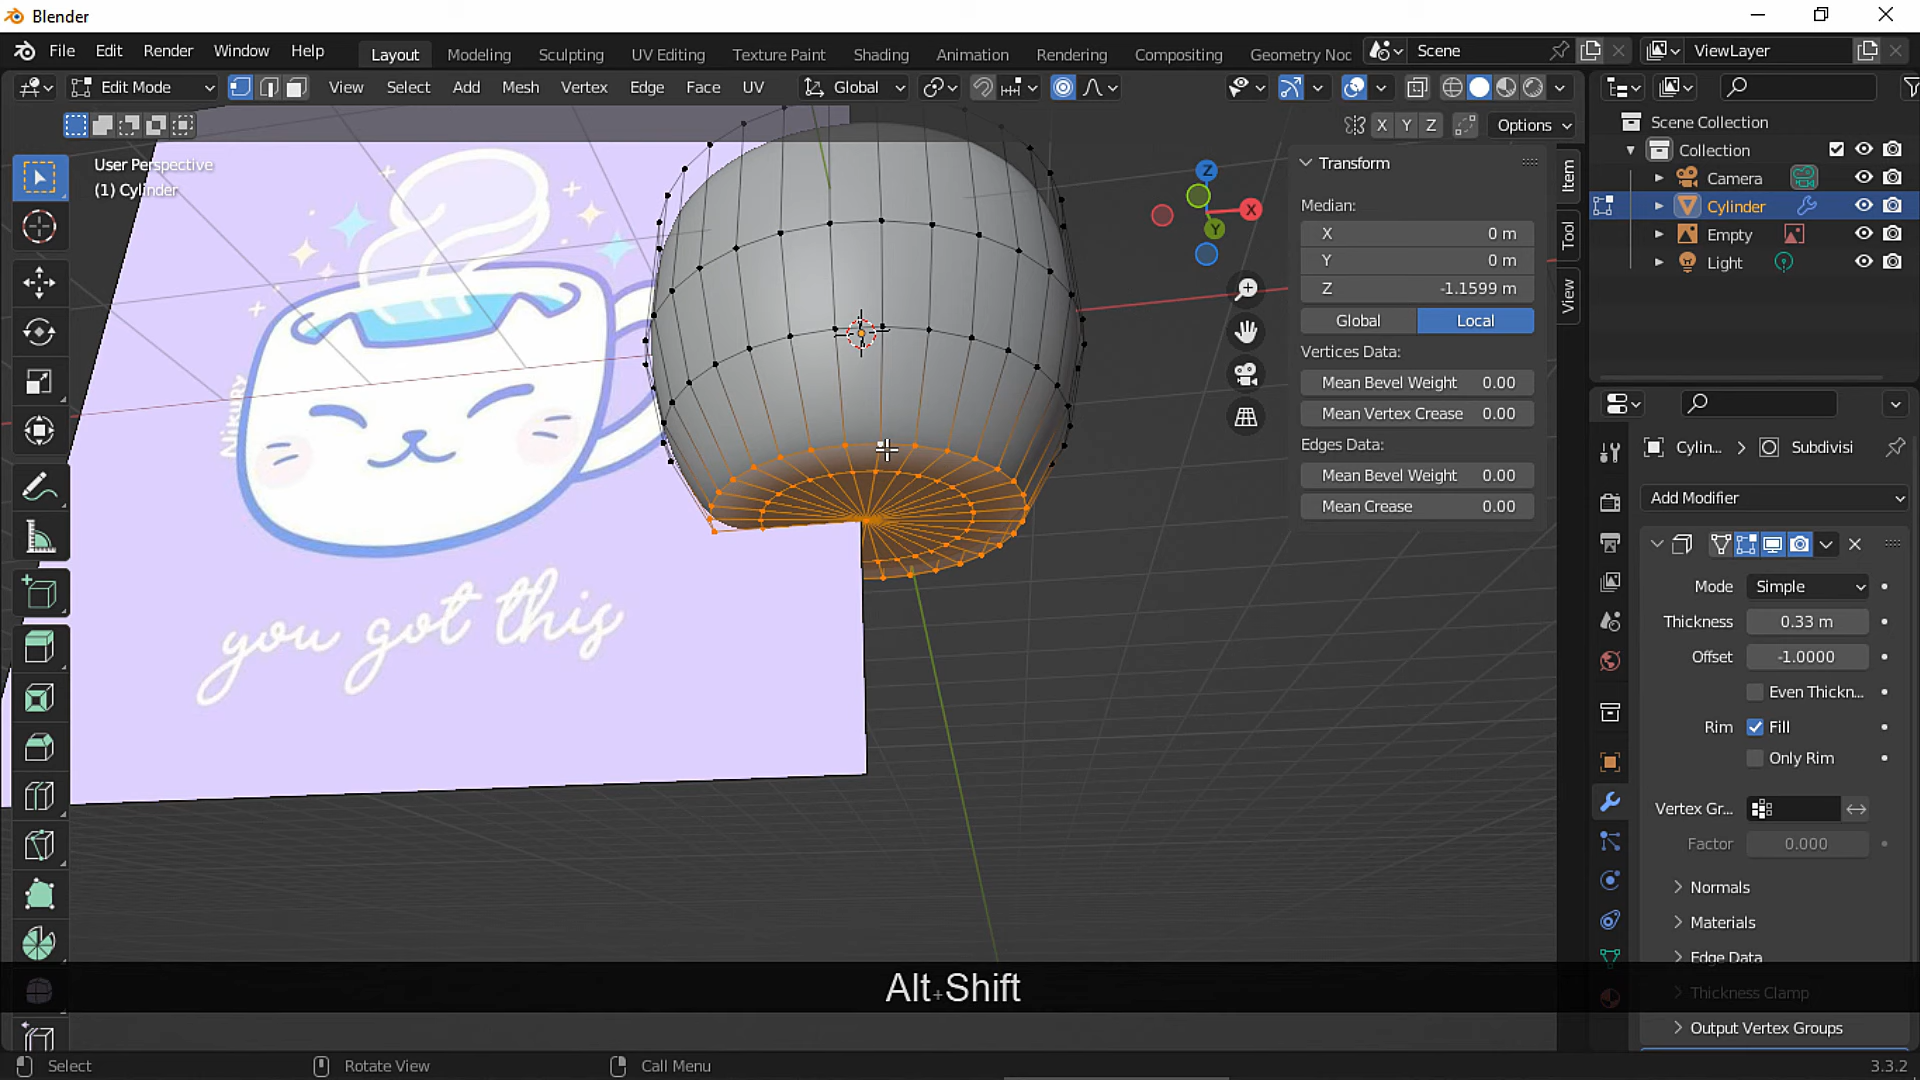 Blender
File Edit Render Window Help
Layout Modeling Sculpting UV Editing Texture Paint Shading Animation Rendering Compositing Geometry Noc
Scene
ViewLayer
Edit Mode
View Select Add Mesh Vertex Edge Face UV
Global
X Y Z
Options
User Perspective
(1) Cylinder
Z
X
Y
Nikury
you got this
Transform
Median:
X 0 m
Y 0 m
Z -1.1599 m
Global Local
Vertices Data:
Mean Bevel Weight 0.00
Mean Vertex Crease 0.00
Edges Data:
Mean Bevel Weight 0.00
Mean Crease 0.00
Item
Tool
View
Scene Collection
Collection
Camera
Cylinder
Empty
Light
Cylin... > Subdivisi
Add Modifier
Mode Simple
Thickness 0.33 m
Offset -1.0000
Even Thickn...
Rim Fill
Only Rim
Vertex Gr...
Factor 0.000
Normals
Materials
Edge Data
Thickness Clamp
Output Vertex Groups
Alt+Shift
Select
Rotate View
Call Menu
3.3.2